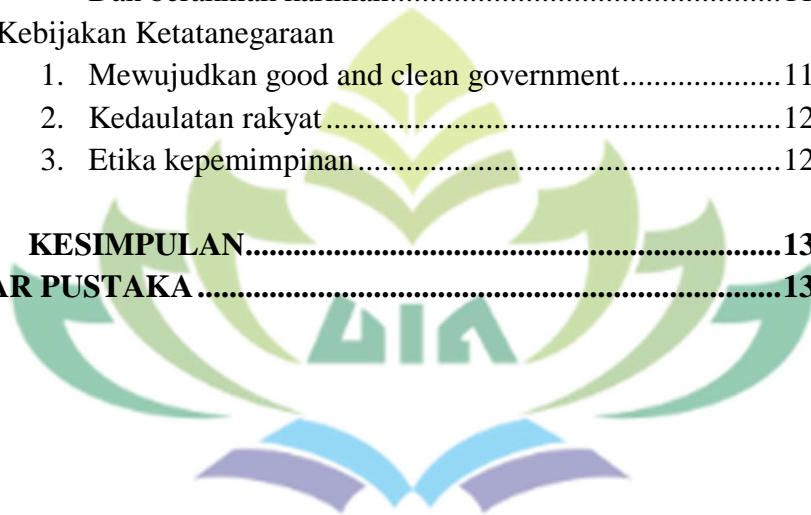 Kebijakan Ketatanegaraan
1. Mewujudkan good and clean government....................11
2. Kedaulatan rakyat.........................................................12
3. Etika kepemimpinan.....................................................12
KESIMPULAN....................................................................13
AR PUSTAKA.........................................................................13
UIN